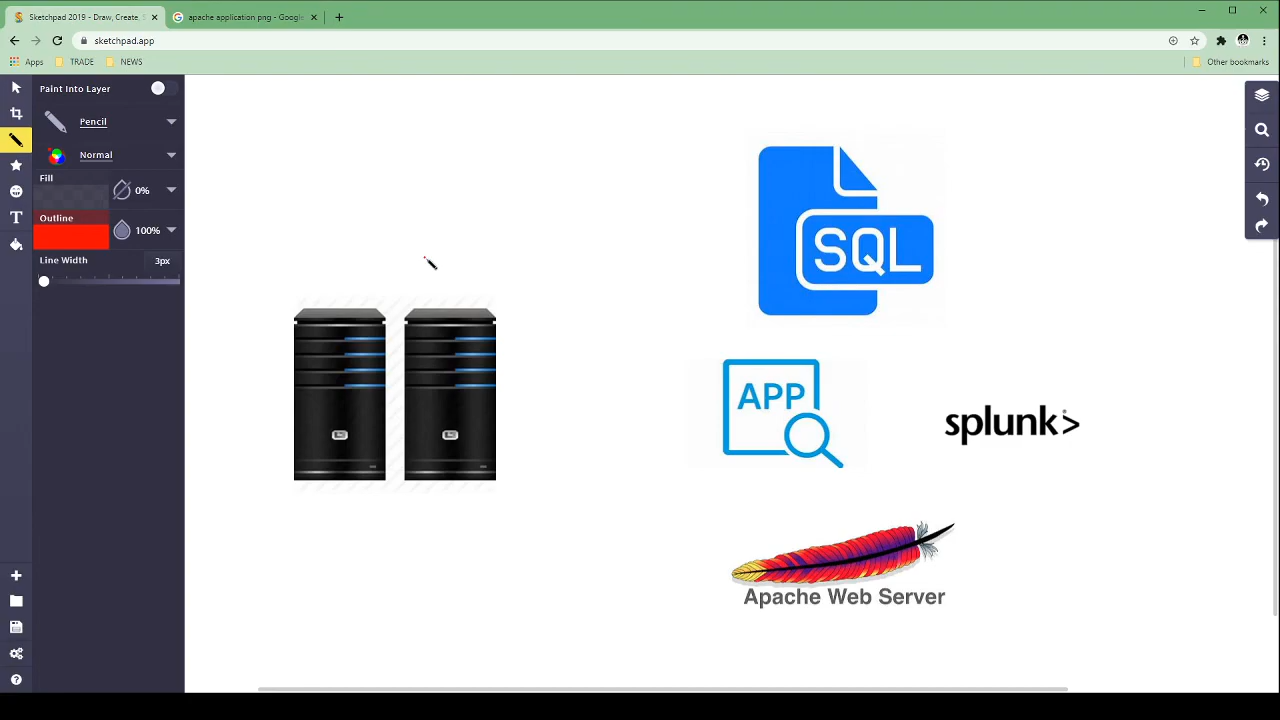 Sketchpad 2019 - Draw, Create, S
apache application png - Google
sketchpad.app
Apps
TRADE
NEWS
Other bookmarks
Paint Into Layer
Pencil
Normal
Fill
0%
Outline
100%
Line Width
3px
SQL
APP
splunk>
Apache Web Server